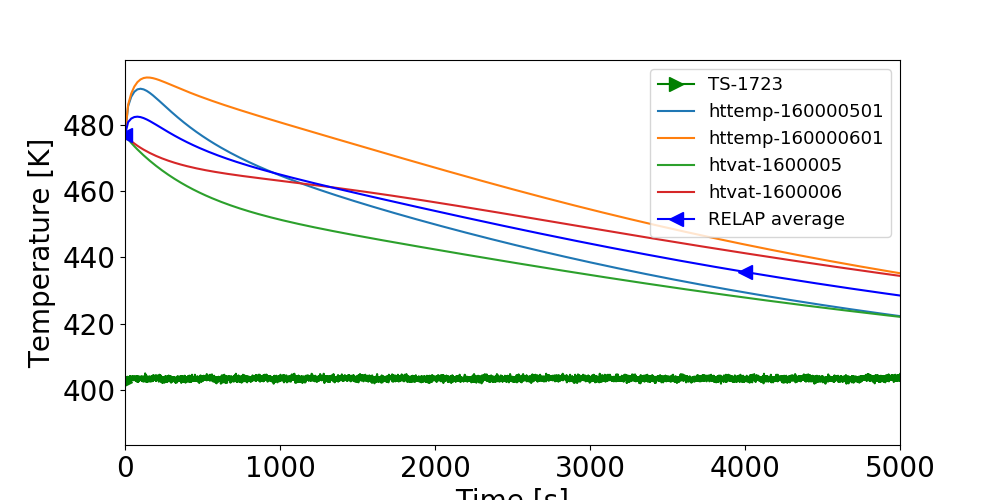 Temperature [K]
480
460
440
420
400
TS-1723
httemp-160000501
httemp-160000601
htvat-1600005
htvat-1600006
RELAP average
0 1000 2000 3000 4000 5000
Time [s]